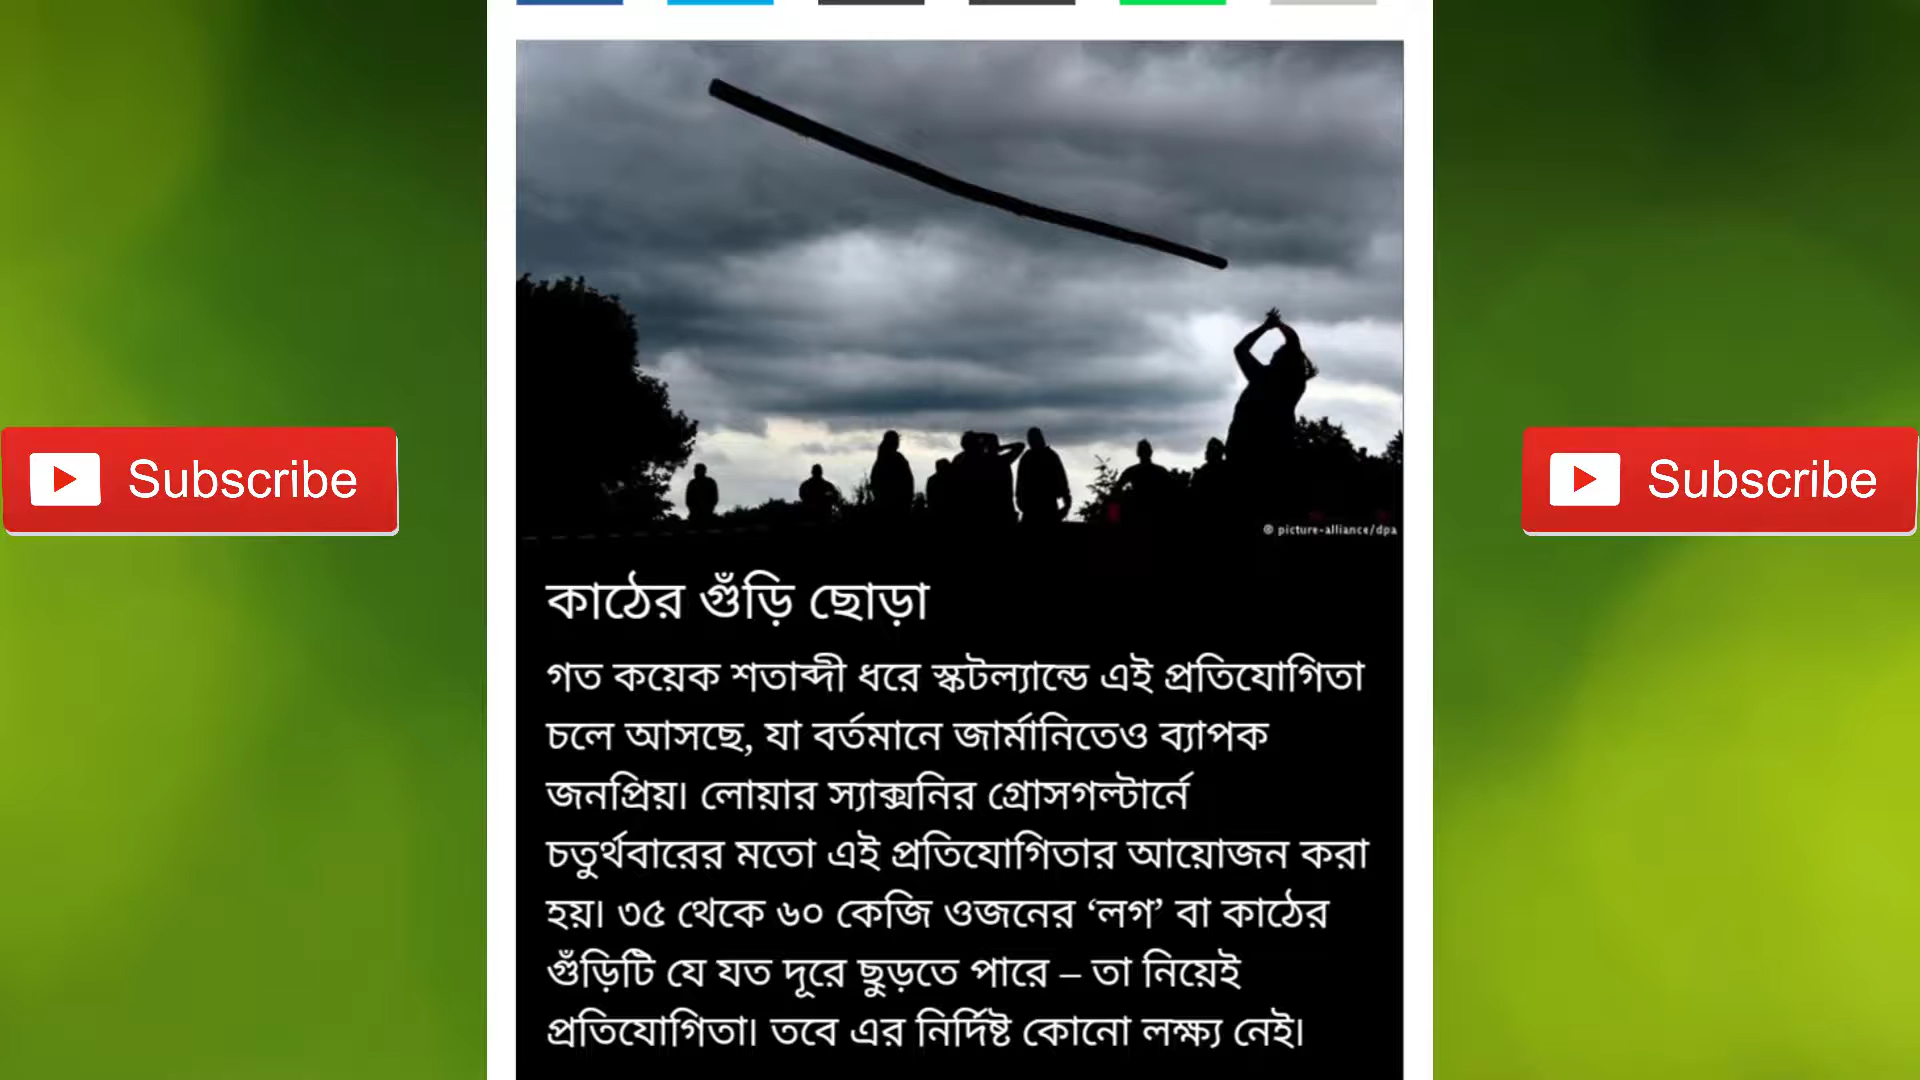 Subscribe
Subscribe
© picture-alliance/dpa
কাঠের গুঁড়ি ছোড়া
গত কয়েক শতাব্দী ধরে স্কটল্যান্ডে এই প্রতিযোগিতা
চলে আসছে, যা বর্তমানে জার্মানিতেও ব্যাপক
জনপ্রিয়। লোয়ার স্যাক্সনির গ্রোসগল্টার্নে
চতুর্থবারের মতো এই প্রতিযোগিতার আয়োজন করা
হয়। ৩৫ থেকে ৬০ কেজি ওজনের ‘লগ’ বা কাঠের
গুঁড়িটি যে যত দূরে ছুড়তে পারে – তা নিয়েই
প্রতিযোগিতা। তবে এর নির্দিষ্ট কোনো লক্ষ্য নেই।